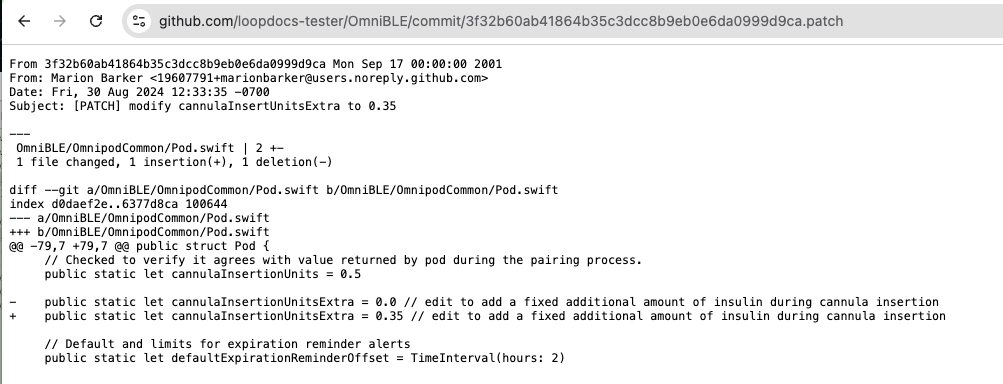 github.com/loopdocs-tester/OmniBLE/commit/3f32b60ab41864b35c3dcc8b9eb0e6da0999d9ca.patch
From 3f32b60ab41864b35c3dcc8b9eb0e6da0999d9ca Mon Sep 17 00:00:00 2001
From: Marion Barker <19607791+marionbarker@users.noreply.github.com>
Date: Fri, 30 Aug 2024 12:33:35 -0700
Subject: [PATCH] modify cannulaInsertUnitsExtra to 0.35
---
 OmniBLE/OmnipodCommon/Pod.swift | 2 +-
 1 file changed, 1 insertion(+), 1 deletion(-)
diff --git a/OmniBLE/OmnipodCommon/Pod.swift b/OmniBLE/OmnipodCommon/Pod.swift
index d0daef2e..6377d8ca 100644
--- a/OmniBLE/OmnipodCommon/Pod.swift
+++ b/OmniBLE/OmnipodCommon/Pod.swift
@@ -79,7 +79,7 @@ public struct Pod {
     // Checked to verify it agrees with value returned by pod during the pairing process.
     public static let cannulaInsertionUnits = 0.5
-    public static let cannulaInsertionUnitsExtra = 0.0 // edit to add a fixed additional amount of insulin during cannula insertion
+    public static let cannulaInsertionUnitsExtra = 0.35 // edit to add a fixed additional amount of insulin during cannula insertion
     // Default and limits for expiration reminder alerts
     public static let defaultExpirationReminderOffset = TimeInterval(hours: 2)